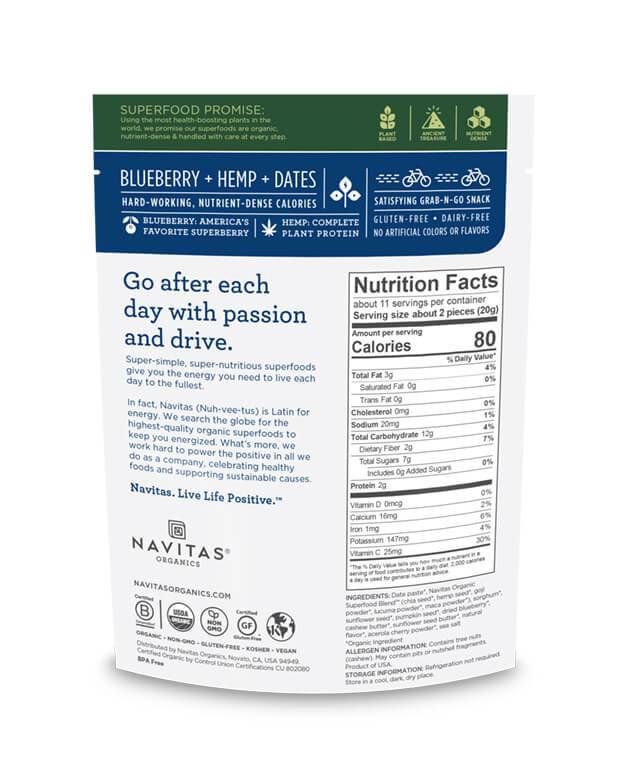 SUPERFOOD PROMISE:
Using the most health-boosting plants in the
world, we promise our superfoods are organic,
nutrient-dense & handled with care at every step.
PLANT
BASED
ANCIENT
TREASURE
NUTRIENT
DENSE
BLUEBERRY + HEMP + DATES
HARD-WORKING, NUTRIENT-DENSE CALORIES
BLUEBERRY: AMERICA'S
FAVORITE SUPERBERRY
HEMP: COMPLETE
PLANT PROTEIN
SATISFYING GRAB-N-GO SNACK
GLUTEN-FREE • DAIRY-FREE
NO ARTIFICIAL COLORS OR FLAVORS
Go after each
day with passion
and drive.
Super-simple, super-nutritious superfoods
give you the energy you need to live each
day to the fullest.
In fact, Navitas (Nuh-vee-tus) is Latin for
energy. We search the globe for the
highest-quality organic superfoods to
keep you energized. What's more, we
work hard to power the positive in all we
do as a company, celebrating healthy
foods and supporting sustainable causes.
Navitas. Live Life Positive.™
NAVITAS®
ORGANICS
NAVITASORGANICS.COM
Certified
B
Corporation
USDA
ORGANIC
NON
GMO
Certified
GF
Gluten Free
K
ORGANIC - NON-GMO - GLUTEN-FREE - KOSHER - VEGAN
Distributed by Navitas Organics, Novato, CA, USA 94949.
Certified Organic by Control Union Certifications CU 802080
BPA Free
Nutrition Facts
about 11 servings per container
Serving size about 2 pieces (20g)
Amount per serving
Calories 80
% Daily Value*
Total Fat 3g 4%
Saturated Fat 0g 0%
Trans Fat 0g
Cholesterol 0mg 0%
Sodium 20mg 1%
Total Carbohydrate 12g 4%
Dietary Fiber 2g 7%
Total Sugars 7g
Includes 0g Added Sugars 0%
Protein 2g
Vitamin D 0mcg 0%
Calcium 16mg 2%
Iron 1mg 6%
Potassium 147mg 4%
Vitamin C 25mg 30%
*The % Daily Value tells you how much a nutrient in a
serving of food contributes to a daily diet. 2,000 calories
a day is used for general nutrition advice.
INGREDIENTS: Date paste*, Navitas Organic
Superfood Blend™ (chia seed*, hemp seed*, goji
powder*, lucuma powder*, maca powder*), sorghum*,
sunflower seed*, pumpkin seed*, dried blueberry*,
cashew butter*, sunflower seed butter*, natural
flavor*, acerola cherry powder*, sea salt.
*Organic Ingredient
ALLERGEN INFORMATION: Contains tree nuts
(cashew). May contain pits or nutshell fragments.
Product of USA.
STORAGE INFORMATION: Refrigeration not required.
Store in a cool, dark, dry place.